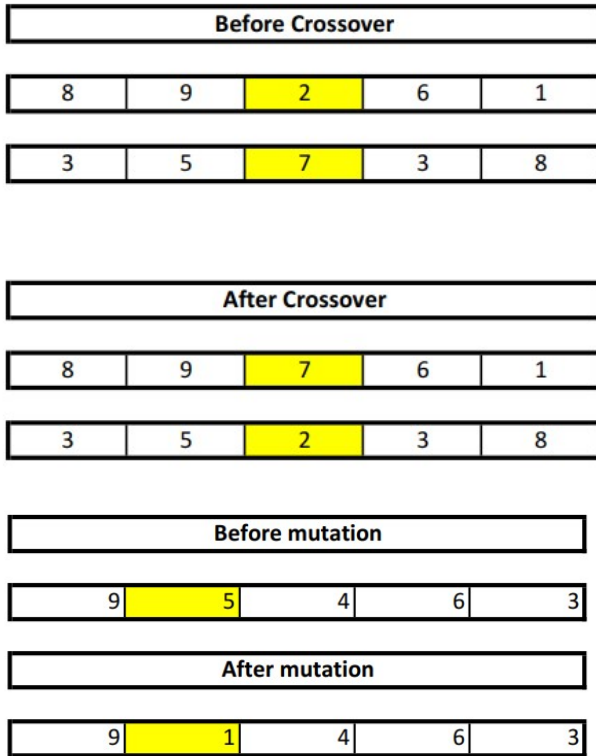 Before Crossover
8 9 2 6 1
3 5 7 3 8
After Crossover
8 9 7 6 1
3 5 2 3 8
Before mutation
9 5 4 6 3
After mutation
9 1 4 6 3